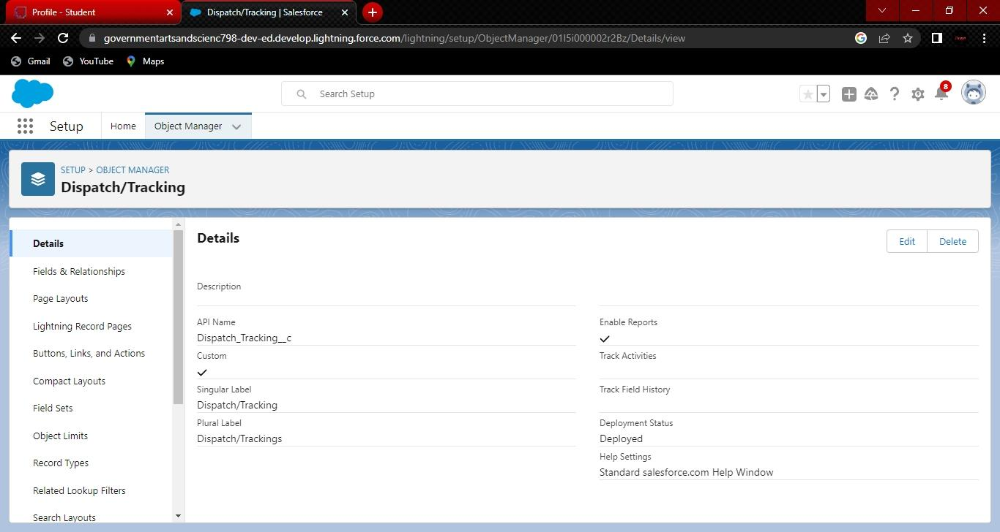 Profile - Student
Dispatch/Tracking | Salesforce
governmentartsandscienc798-dev-ed.develop.lightning.force.com/lightning/setup/ObjectManager/01I5i000002r2Bz/Details/view
Gmail
YouTube
Maps
Search Setup
8
Setup
Home
Object Manager
SETUP > OBJECT MANAGER
Dispatch/Tracking
Details
Fields & Relationships
Page Layouts
Lightning Record Pages
Buttons, Links, and Actions
Compact Layouts
Field Sets
Object Limits
Record Types
Related Lookup Filters
Search Layouts
Details
Edit
Delete
Description
API Name
Dispatch_Tracking__c
Custom
Singular Label
Dispatch/Tracking
Plural Label
Dispatch/Trackings
Enable Reports
Track Activities
Track Field History
Deployment Status
Deployed
Help Settings
Standard salesforce.com Help Window